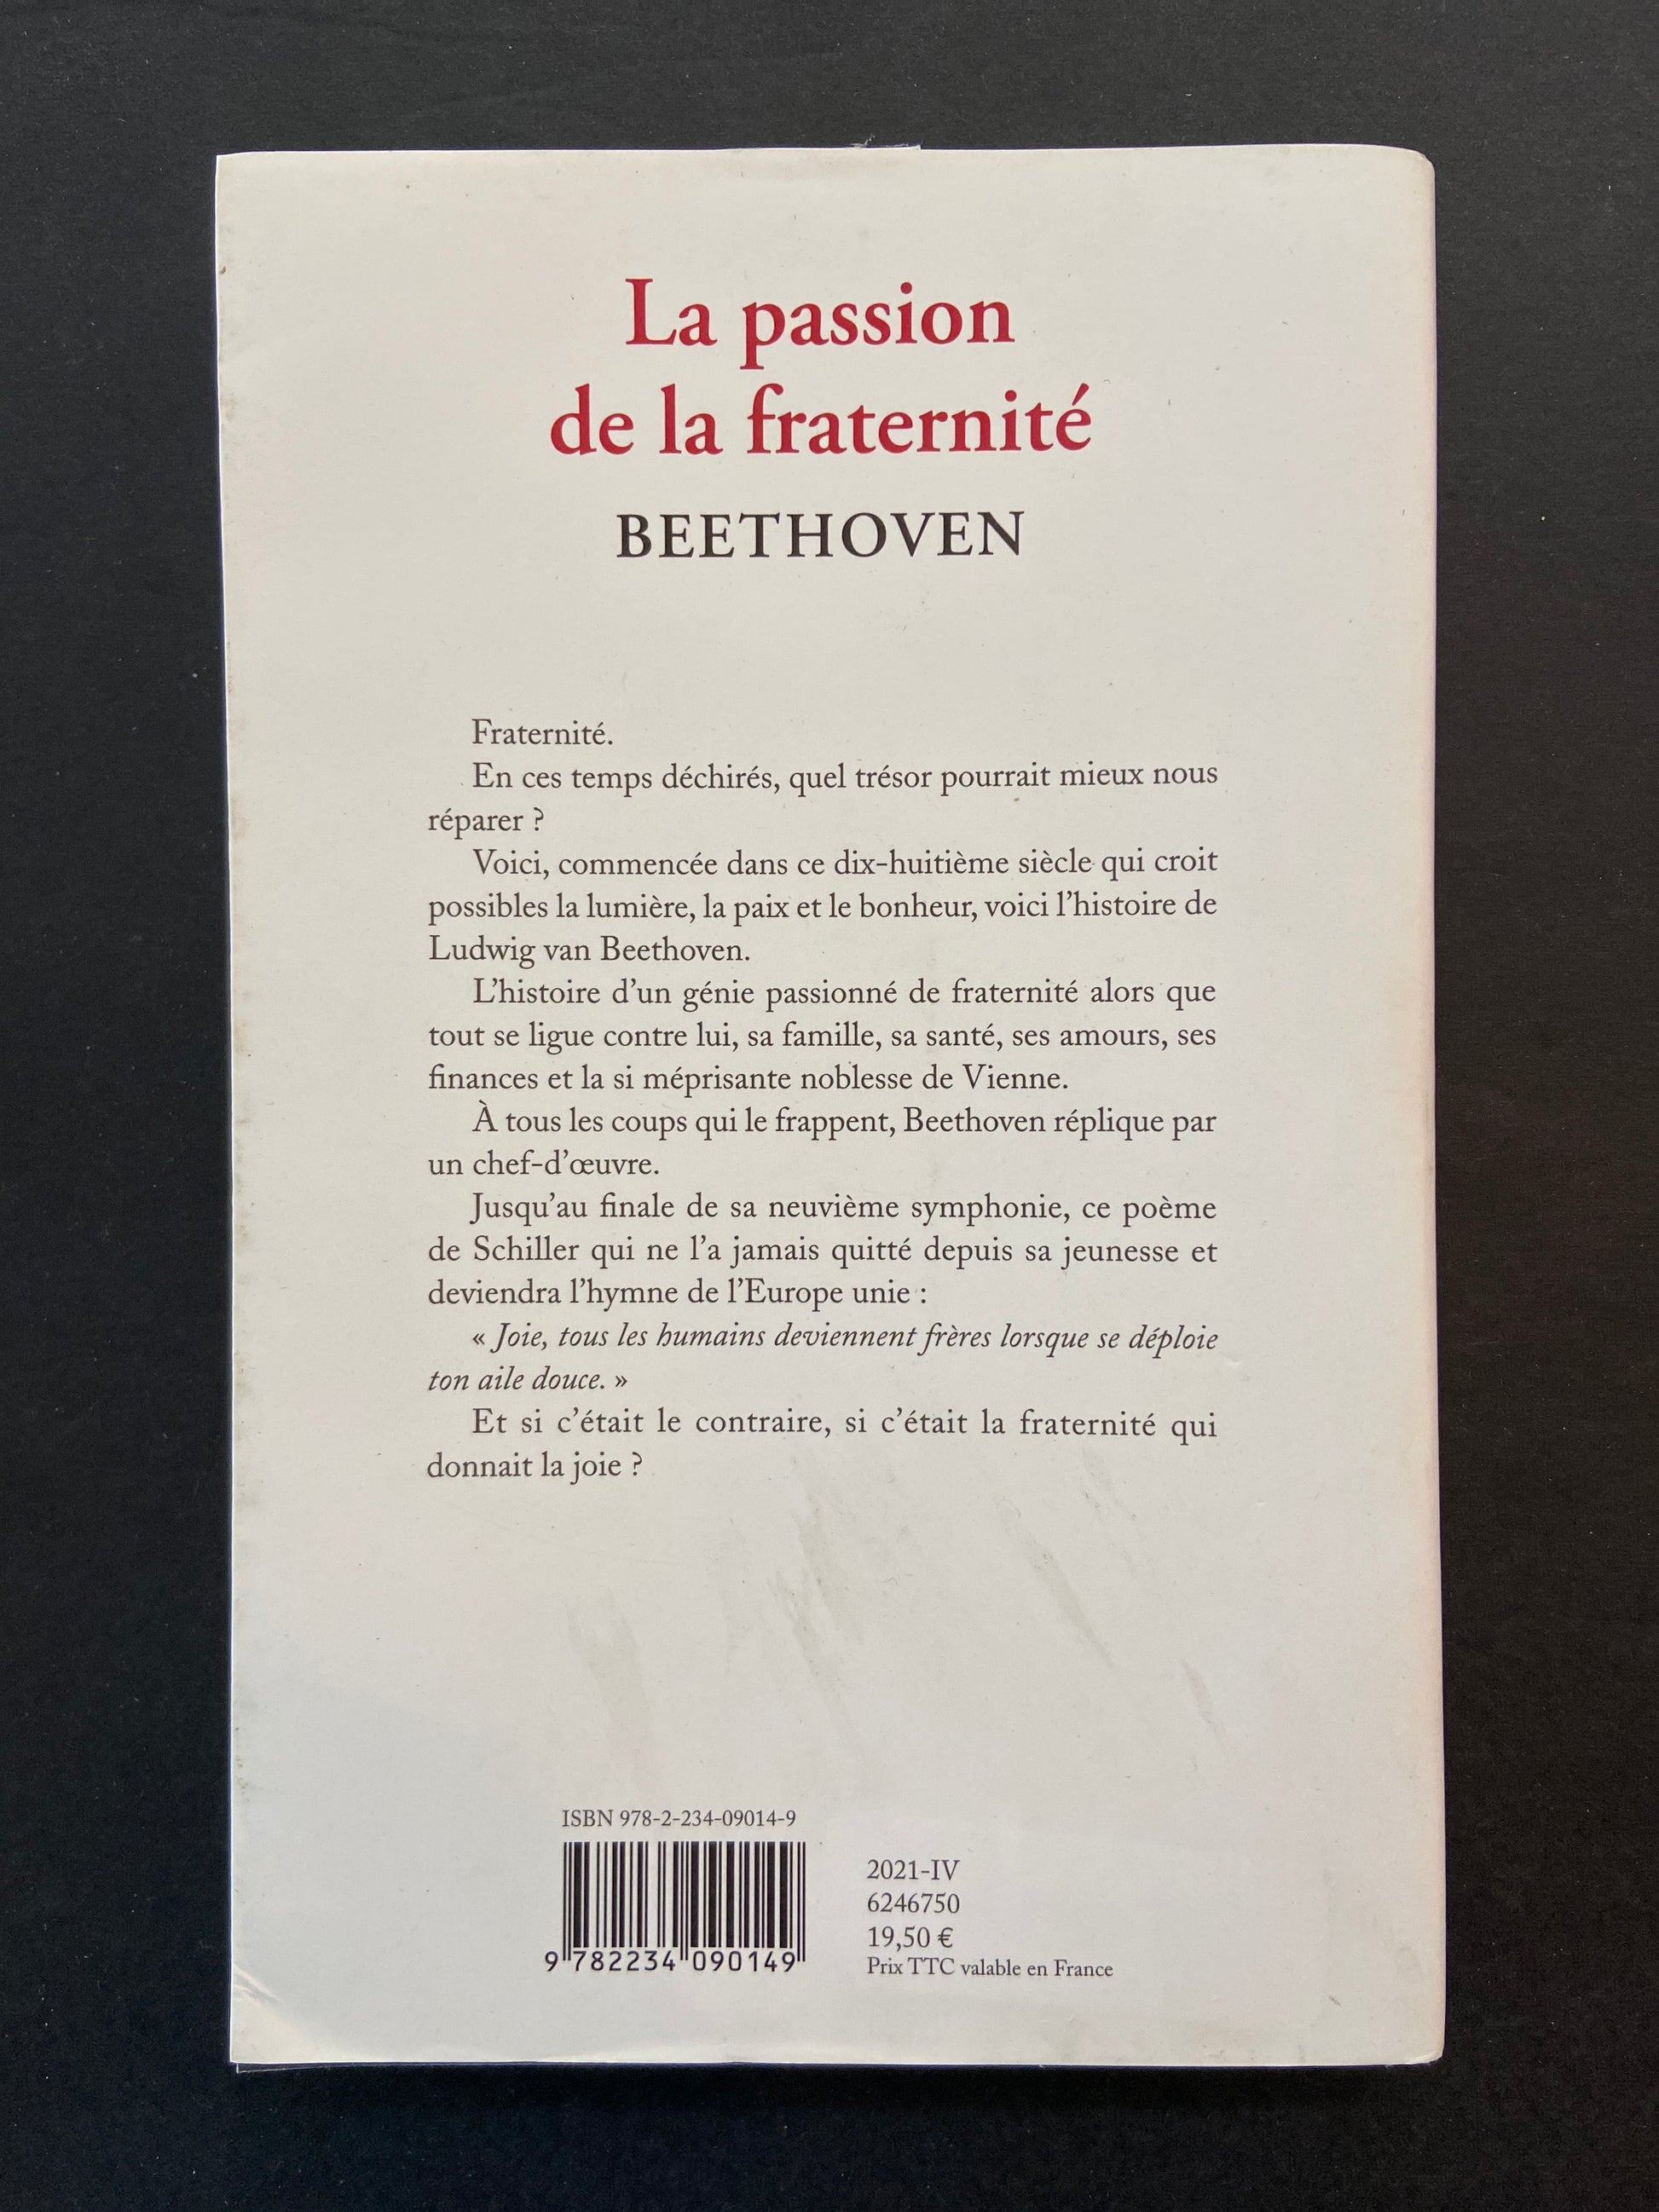 La passion
de la fraternité
BEETHOVEN
Fraternité.
En ces temps déchirés, quel trésor pourrait mieux nous
réparer ?
Voici, commencée dans ce dix-huitième siècle qui croit
possibles la lumière, la paix et le bonheur, voici l'histoire de
Ludwig van Beethoven.
L'histoire d'un génie passionné de fraternité alors que
tout se ligue contre lui, sa famille, sa santé, ses amours, ses
finances et la si méprisante noblesse de Vienne.
À tous les coups qui le frappent, Beethoven réplique par
un chef-d'œuvre.
Jusqu'au finale de sa neuvième symphonie, ce poème
de Schiller qui ne l'a jamais quitté depuis sa jeunesse et
deviendra l'hymne de l'Europe unie :
« Joie, tous les humains deviennent frères lorsque se déploie
ton aile douce. »
Et si c'était le contraire, si c'était la fraternité qui
donnait la joie ?
ISBN 978-2-234-09014-9
9 782234 090149
2021-IV
6246750
19,50 €
Prix TTC valable en France